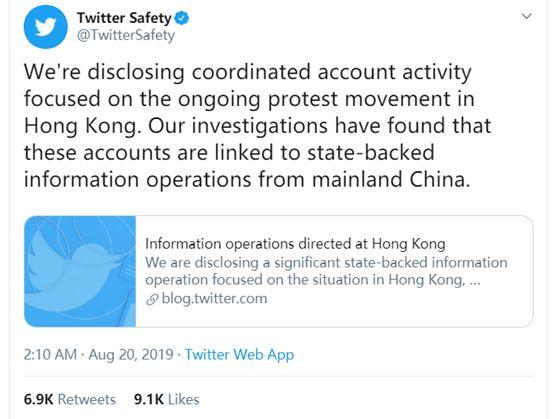 Twitter Safety
@TwitterSafety
We're disclosing coordinated account activity
focused on the ongoing protest movement in
Hong Kong. Our investigations have found that
these accounts are linked to state-backed
information operations from mainland China.
Information operations directed at Hong Kong
We are disclosing a significant state-backed information
operation focused on the situation in Hong Kong, ...
blog.twitter.com
2:10 AM · Aug 20, 2019 · Twitter Web App
6.9K Retweets 9.1K Likes